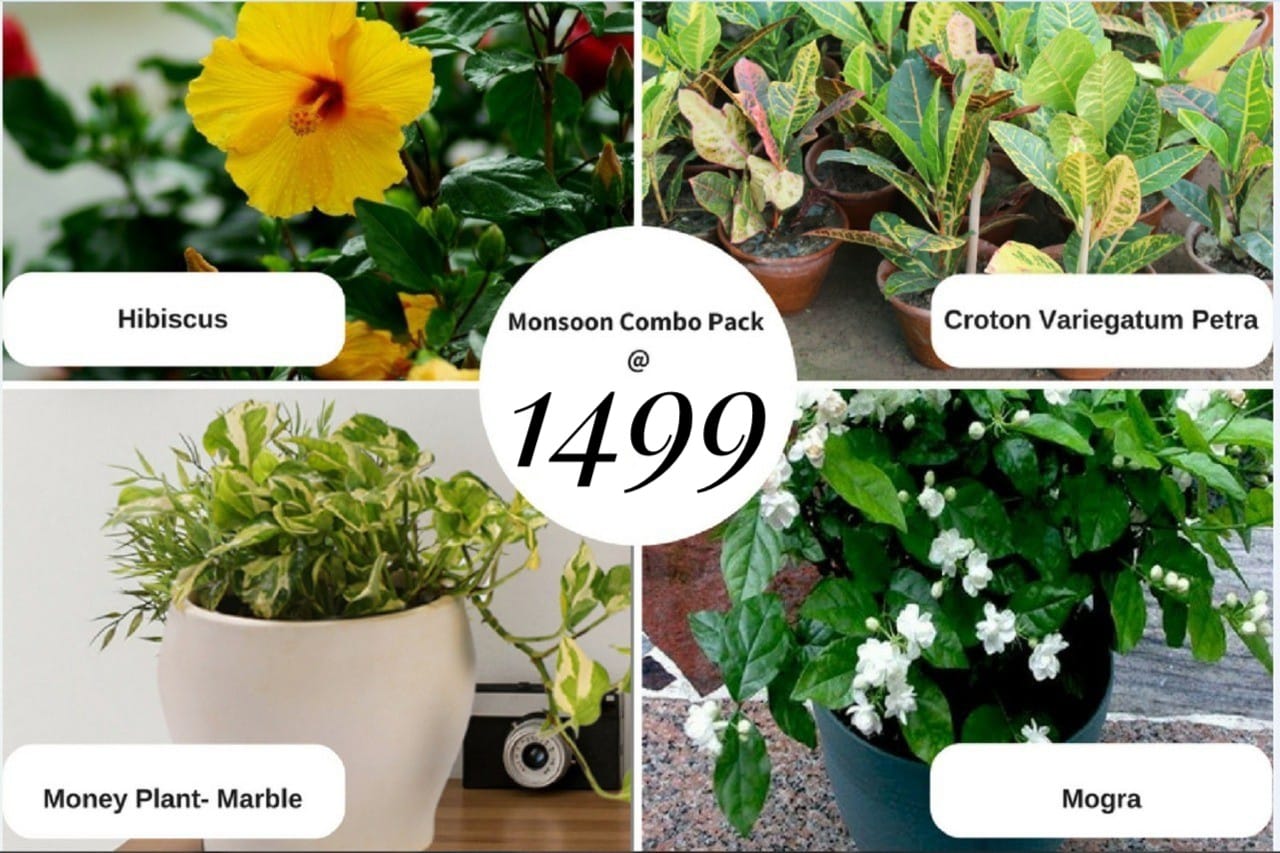 Hibiscus
Croton Variegatum Petra
Monsoon Combo Pack
@
1499
Money Plant- Marble
Mogra